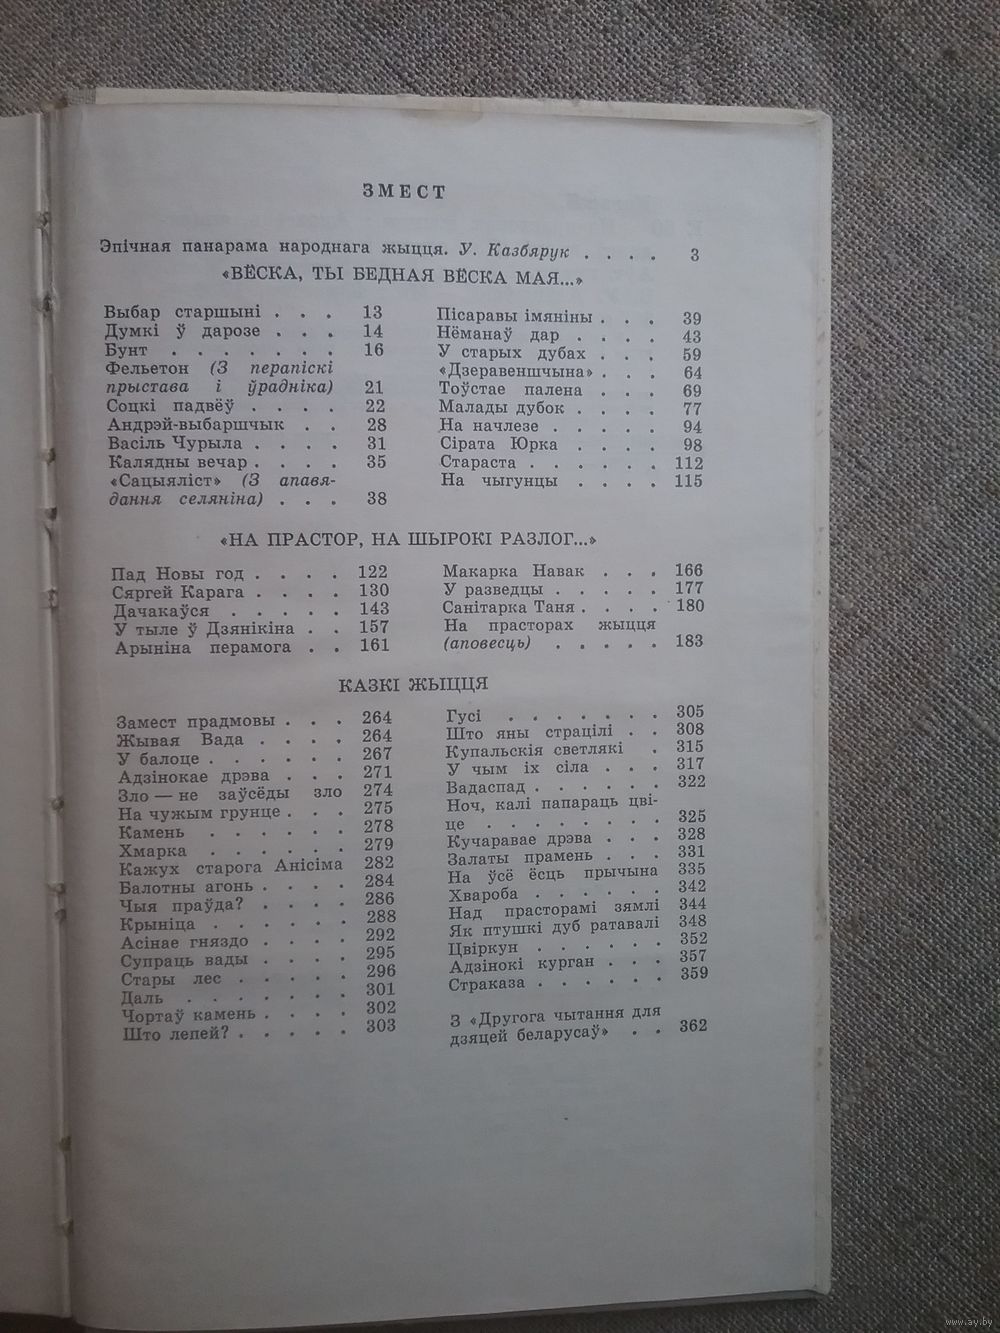 ЗМЕСТ
Эпічная панарама народнага жыцця. У. Казбярук . . . . 3
«ВЁСКА, ТЫ БЕДНАЯ ВЁСКА МАЯ...»
Выбар старшыні . . . 13
Думкі ў дарозе . . . 14
Бунт . . . . . . . 16
Фельетон (З перапіскі
прыстава і ўрадніка) 21
Соцкі падвёў . . . . 22
Андрэй-выбаршчык . . 28
Васіль Чурыла . . . . 31
Калядны вечар . . . . 35
«Сацыяліст» (З апавя-
дання селяніна) . . . 38
Пісаравы імяніны . . . 39
Нёманаў дар . . . . 43
У старых дубах . . . 59
«Дзеравеншчына» . . . 64
Тоўстае палена . . . 69
Малады дубок . . . . 77
На начлезе . . . . . 94
Сірата Юрка . . . . 98
Стараста . . . . . . 112
На чыгунцы . . . . 115
«НА ПРАСТОР, НА ШЫРОКІ РАЗЛОГ...»
Пад Новы год . . . . 122
Сяргей Карага . . . . 130
Дачакаўся . . . . . 143
У тыле ў Дзянікіна . . 157
Арыніна перамога . . 161
Макарка Навак . . . 166
У разведцы . . . . . 177
Санітарка Таня . . . . 180
На прасторах жыцця
(аповесць) . . . . . 183
КАЗКІ ЖЫЦЦЯ
Замест прадмовы . . . 264
Жывая Вада . . . . 264
У балоце . . . . . . 267
Адзінокае дрэва . . . 271
Зло — не заўсёды зло 274
На чужым грунце . . . 275
Камень . . . . . . 278
Хмарка . . . . . . 279
Кажух старога Анісіма 282
Балотны агонь . . . . 284
Чыя праўда? . . . . 286
Крыніца . . . . . . 288
Асінае гняздо . . . . 292
Супраць вады . . . . 295
Стары лес . . . . . 296
Даль . . . . . . . 301
Чортаў камень . . . . 302
Што лепей? . . . . . 303
Гусі . . . . . . . 305
Што яны страцілі . . 308
Купальскія светлякі . 315
У чым іх сіла . . . 317
Вадаспад . . . . . . 322
Ноч, калі папараць цві-
це . . . . . . . . 325
Кучаравае дрэва . . . 328
Залаты прамень . . . 331
На ўсё ёсць прычына 335
Хвароба . . . . . . 342
Над прасторамі зямлі 344
Як птушкі дуб ратавалі 348
Цвіркун . . . . . . 352
Адзінокі курган . . . 357
Страказа . . . . . . 359
З «Другога чытання для
дзяцей беларусаў» . . 362
www.ay.by